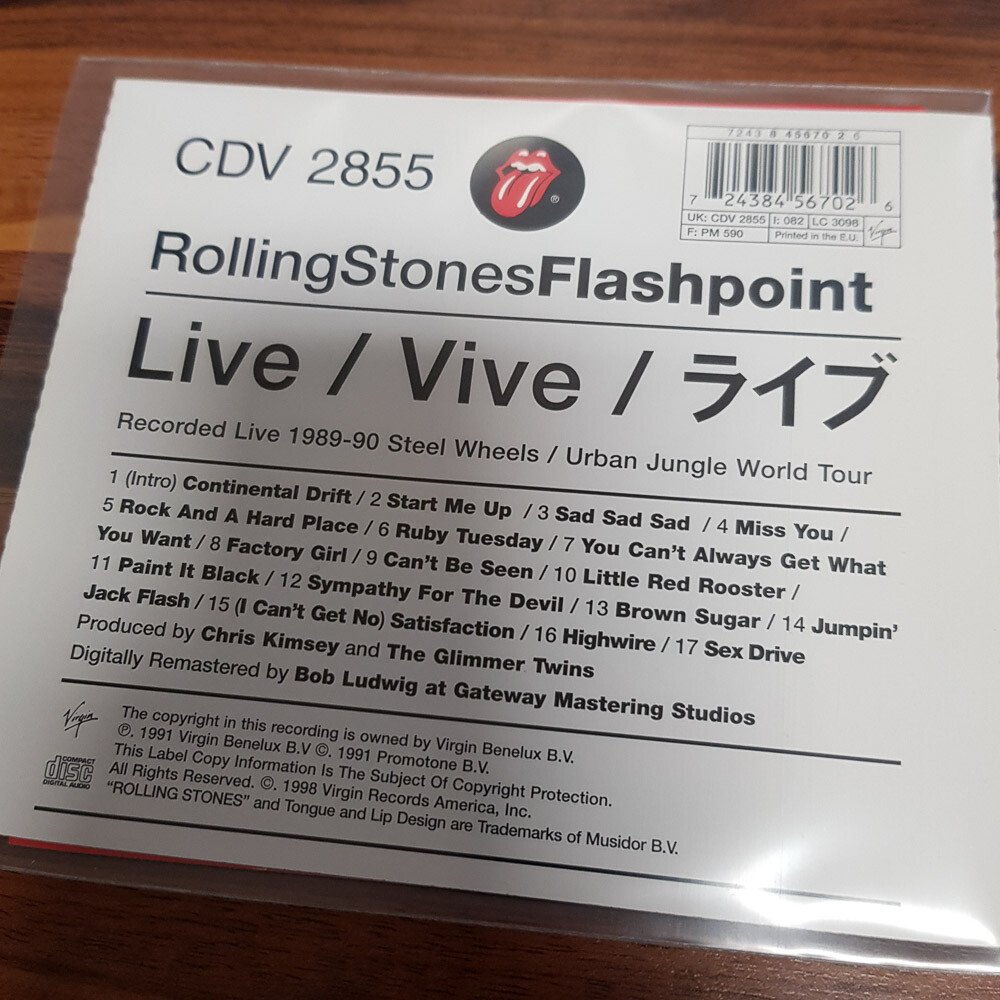 CDV 2855
®
7243 8 45670 2 6
7 24384 56702 6
UK: CDV 2855 I: 082 LC 3098
F: PM 590 Printed in the E.U. Virgin
RollingStonesFlashpoint
Live / Vive / ライブ
Recorded Live 1989-90 Steel Wheels / Urban Jungle World Tour
1 (Intro) Continental Drift / 2 Start Me Up / 3 Sad Sad Sad / 4 Miss You /
5 Rock And A Hard Place / 6 Ruby Tuesday / 7 You Can't Always Get What
You Want / 8 Factory Girl / 9 Can't Be Seen / 10 Little Red Rooster /
11 Paint It Black / 12 Sympathy For The Devil / 13 Brown Sugar / 14 Jumpin'
Jack Flash / 15 (I Can't Get No) Satisfaction / 16 Highwire / 17 Sex Drive
Produced by Chris Kimsey and The Glimmer Twins
Digitally Remastered by Bob Ludwig at Gateway Mastering Studios
Virgin
The copyright in this recording is owned by Virgin Benelux B.V.
℗. 1991 Virgin Benelux B.V ©. 1991 Promotone B.V.
This Label Copy Information Is The Subject Of Copyright Protection.
All Rights Reserved. ©. 1998 Virgin Records America, Inc.
"ROLLING STONES" and Tongue and Lip Design are Trademarks of Musidor B.V.
COMPACT
disc
DIGITAL AUDIO